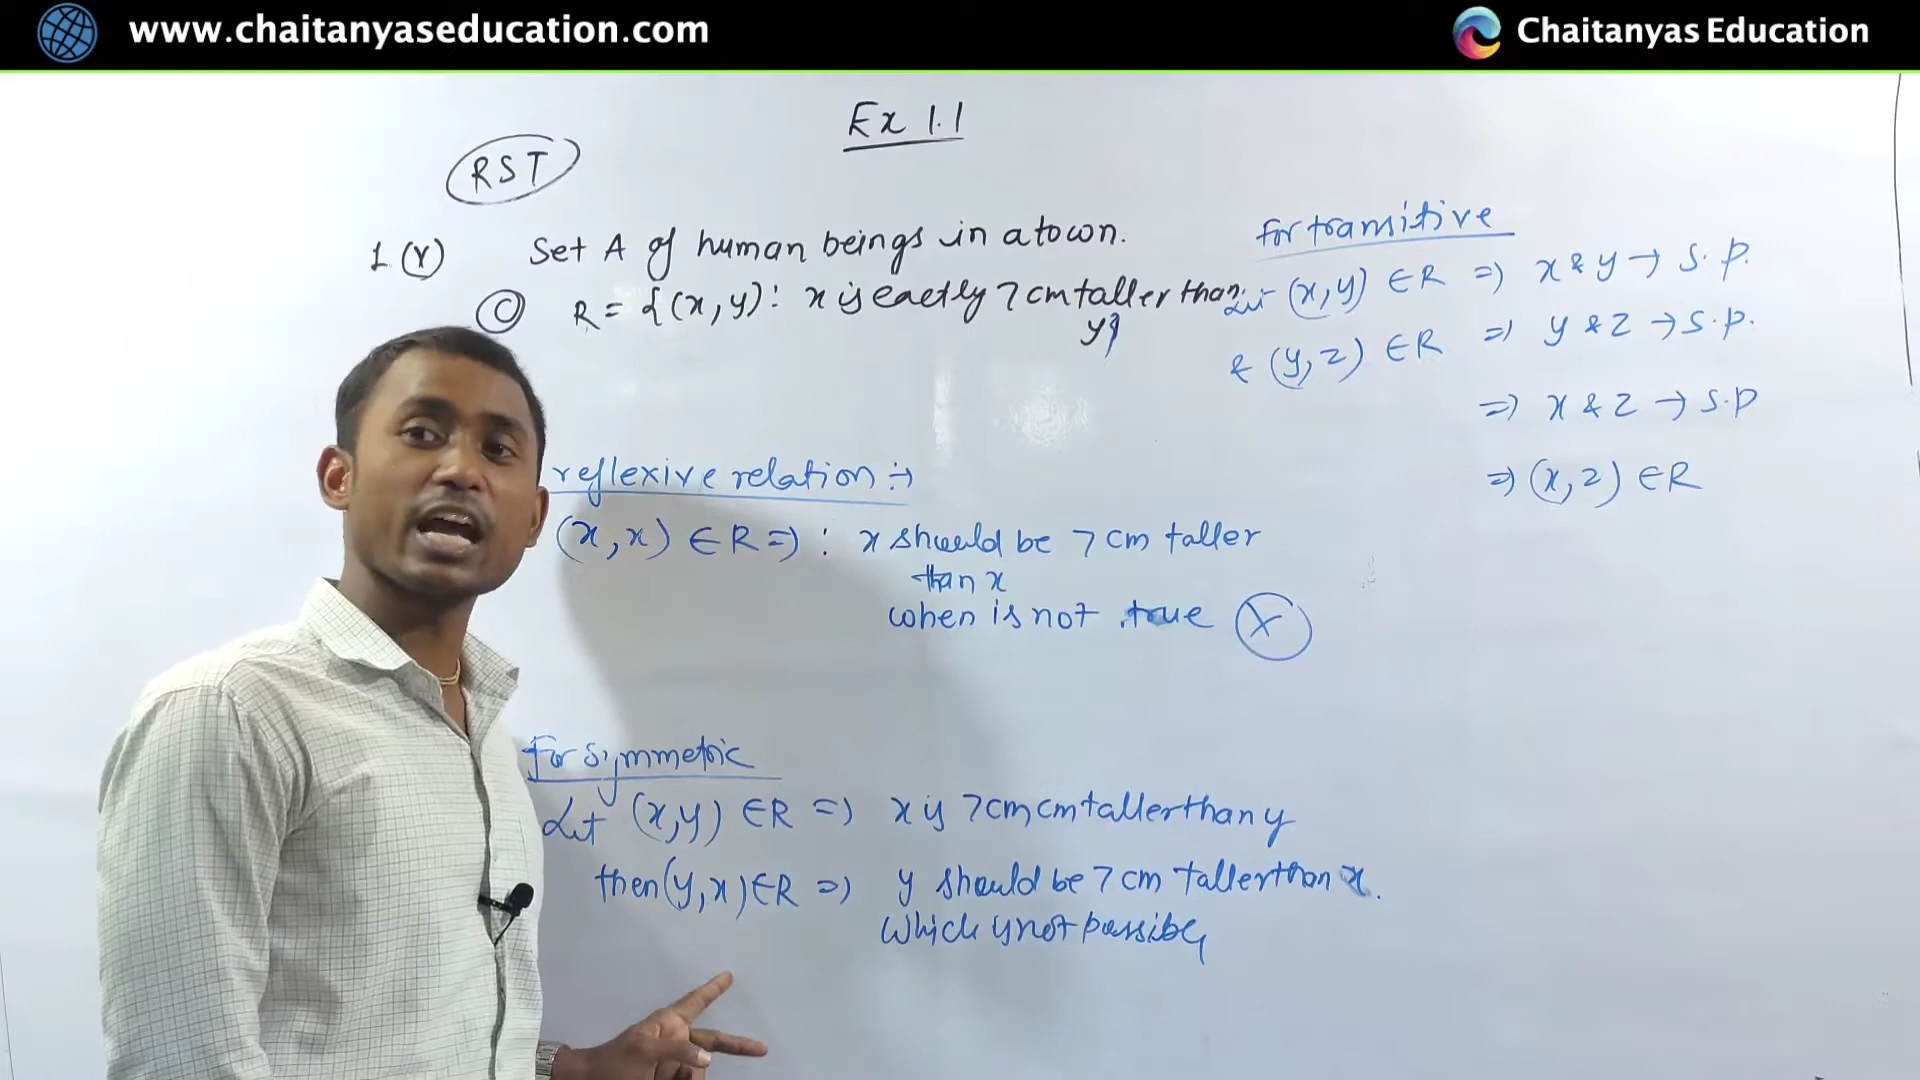 www.chaitanyaseducation.com
Chaitanyas Education
Ex 1.1
RST
1 (v) Set A of human beings in a town.
(C) R = {(x, y) : x is eactly 7 cm taller than
y}
reflexive relation :→
(x, x) ∈ R ⇒ : x should be 7 cm taller
than x
when is not true ×
For symmetric
Let (x, y) ∈ R ⇒ x is 7 cm cm taller than y
then (y, x) ∈ R ⇒ y should be 7 cm taller than x.
Which is not possible
For transitive
Let (x, y) ∈ R ⇒ x & y → S.P.
& (y, z) ∈ R ⇒ y & z → S.P.
⇒ x & z → S.P
⇒ (x, z) ∈ R